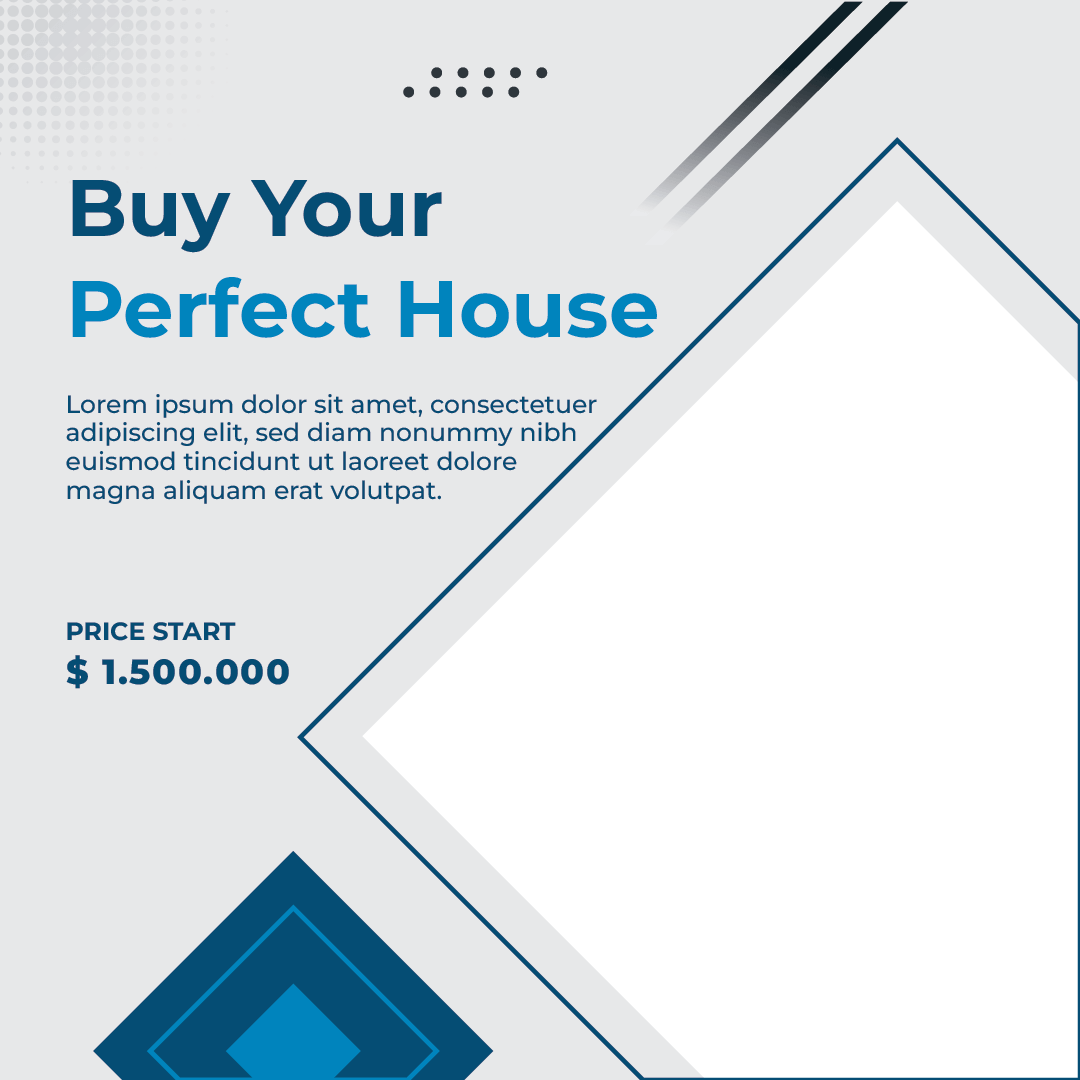 Buy Your
Perfect House
Lorem ipsum dolor sit amet, consectetuer
adipiscing elit, sed diam nonummy nibh
euismod tincidunt ut laoreet dolore
magna aliquam erat volutpat.
PRICE START
$ 1.500.000